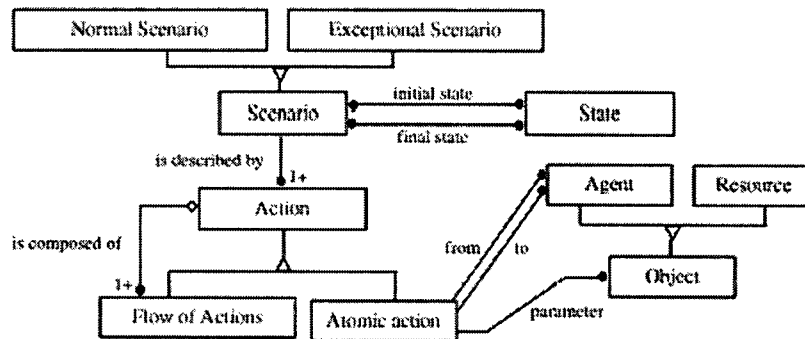 Normal Scenario
Exceptional Scenario
Scenario
initial state
State
final state
is described by
1+
Agent
Resource
Action
is composed of
from
to
Object
1+
Flow of Actions
Atomic action
parameter